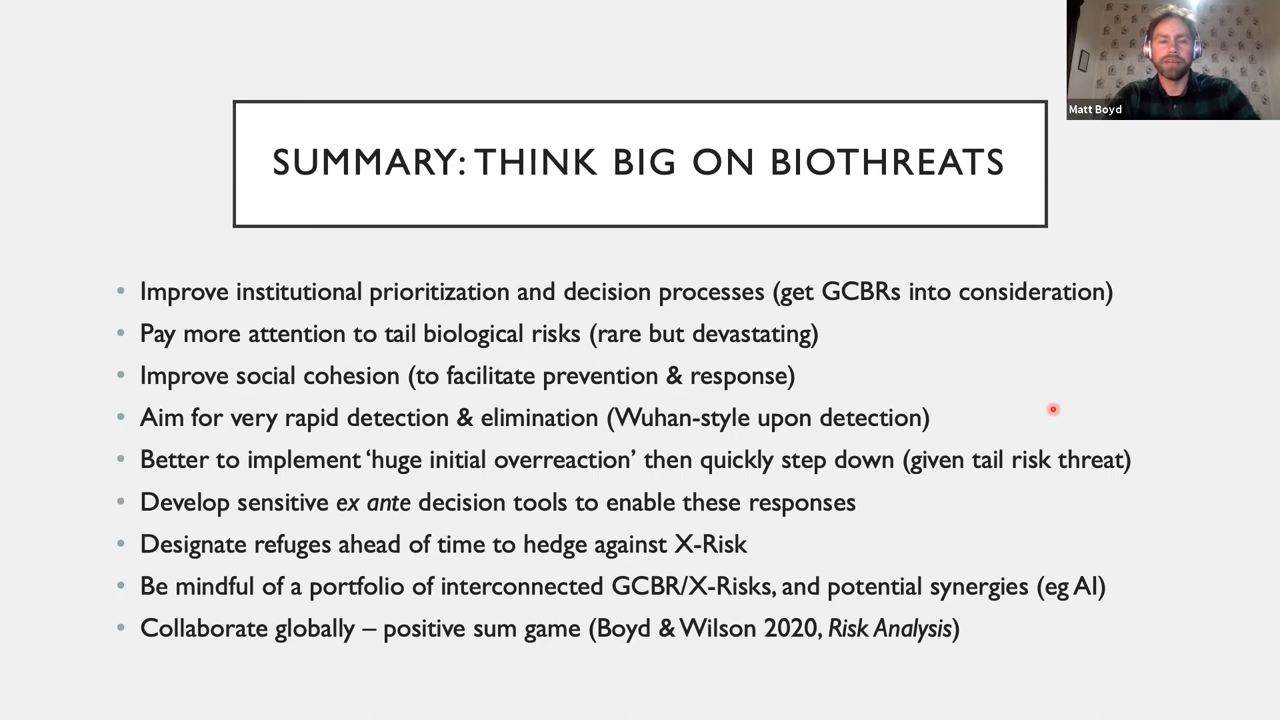 Matt Boyd
SUMMARY: THINK BIG ON BIOTHREATS
• Improve institutional prioritization and decision processes (get GCBRs into consideration)
• Pay more attention to tail biological risks (rare but devastating)
• Improve social cohesion (to facilitate prevention & response)
• Aim for very rapid detection & elimination (Wuhan-style upon detection)
• Better to implement ‘huge initial overreaction’ then quickly step down (given tail risk threat)
• Develop sensitive ex ante decision tools to enable these responses
• Designate refuges ahead of time to hedge against X-Risk
• Be mindful of a portfolio of interconnected GCBR/X-Risks, and potential synergies (eg AI)
• Collaborate globally – positive sum game (Boyd & Wilson 2020, Risk Analysis)